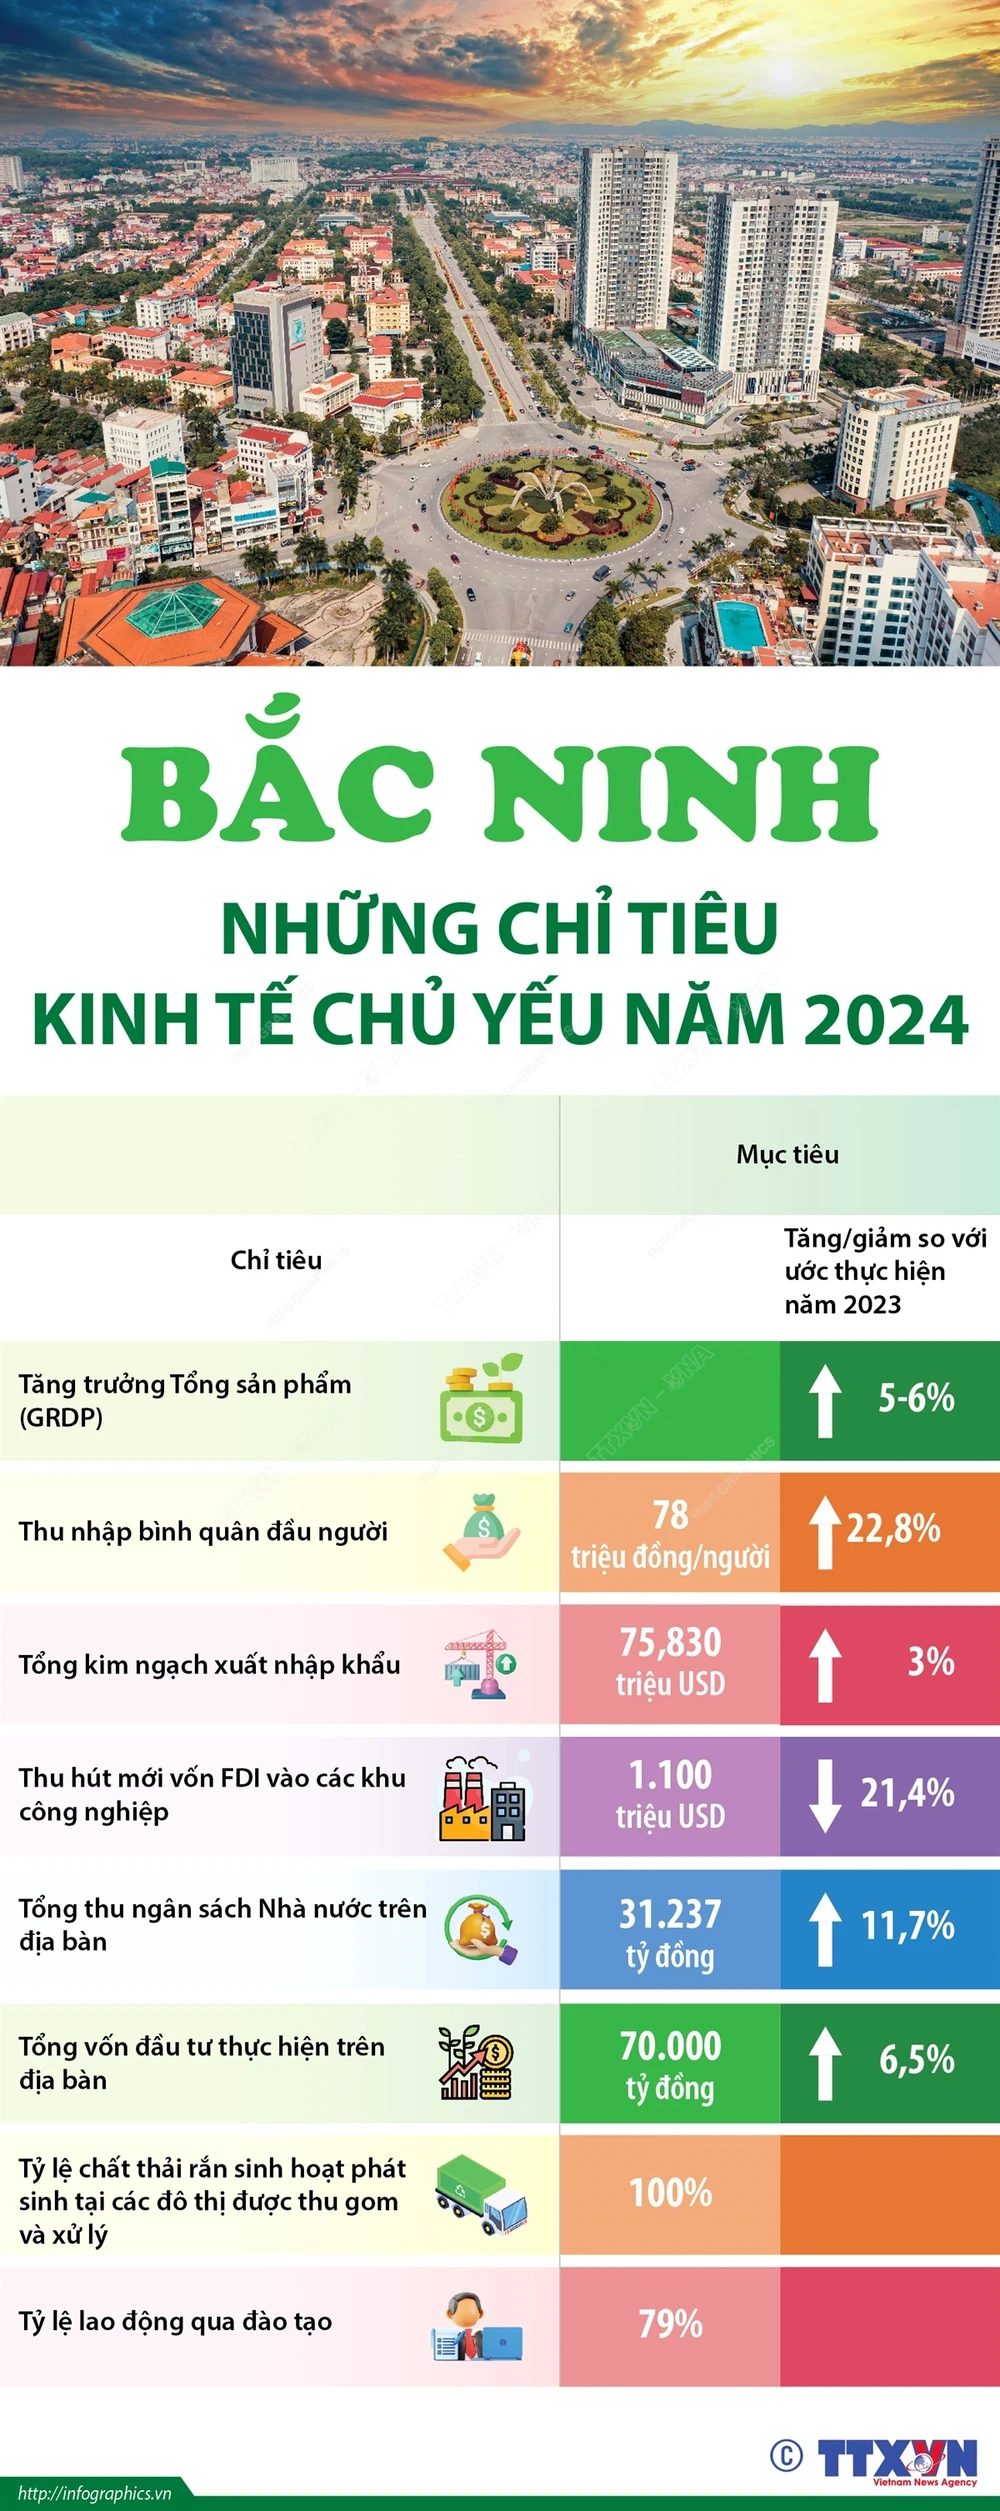 BẮC NINH
NHỮNG CHỈ TIÊU
KINH TẾ CHỦ YẾU NĂM 2024
Mục tiêu
Chỉ tiêu
Tăng/giảm so với
ước thực hiện
năm 2023
Tăng trưởng Tổng sản phẩm
(GRDP)
5-6%
Thu nhập bình quân đầu người
78
triệu đồng/người
22,8%
Tổng kim ngạch xuất nhập khẩu
75,830
triệu USD
3%
Thu hút mới vốn FDI vào các khu
công nghiệp
1.100
triệu USD
21,4%
Tổng thu ngân sách Nhà nước trên
địa bàn
31.237
tỷ đồng
11,7%
Tổng vốn đầu tư thực hiện trên
địa bàn
70.000
tỷ đồng
6,5%
Tỷ lệ chất thải rắn sinh hoạt phát
sinh tại các đô thị được thu gom
và xử lý
100%
Tỷ lệ lao động qua đào tạo
79%
© TTXVN
Vietnam News Agency
http://infographics.vn